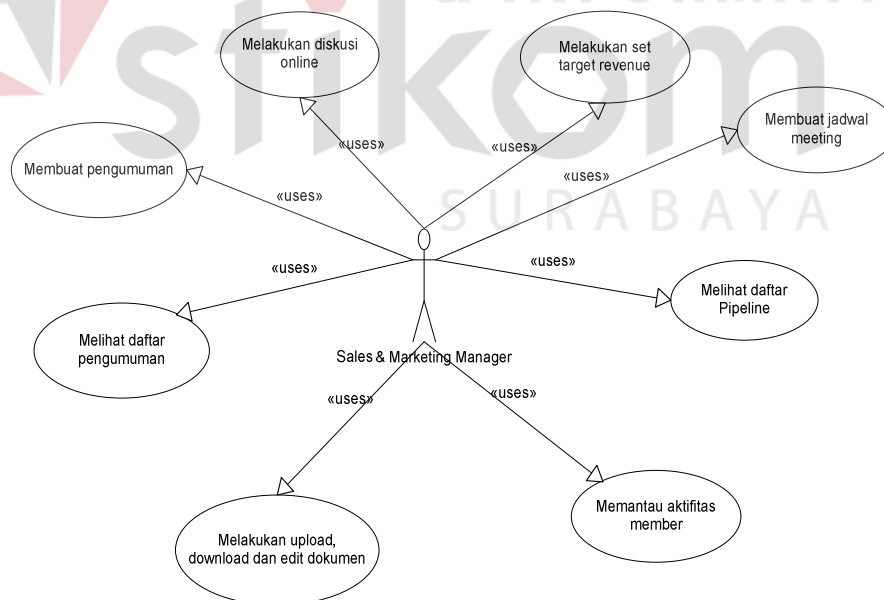 stikom
SURABAYA
Melakukan diskusi
online
Melakukan set
target revenue
Membuat jadwal
meeting
Membuat pengumuman
«uses»
«uses»
«uses»
«uses»
«uses»
«uses»
Melihat daftar
Pipeline
Melihat daftar
pengumuman
Sales & Marketing Manager
«uses»
«uses»
Memantau aktifitas
member
Melakukan upload,
download dan edit dokumen